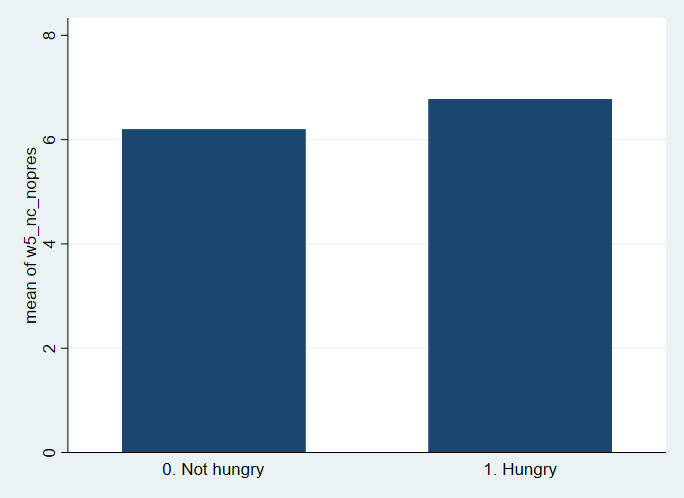 mean of w5_nc_nopres
8
6
4
2
0
0. Not hungry
1. Hungry